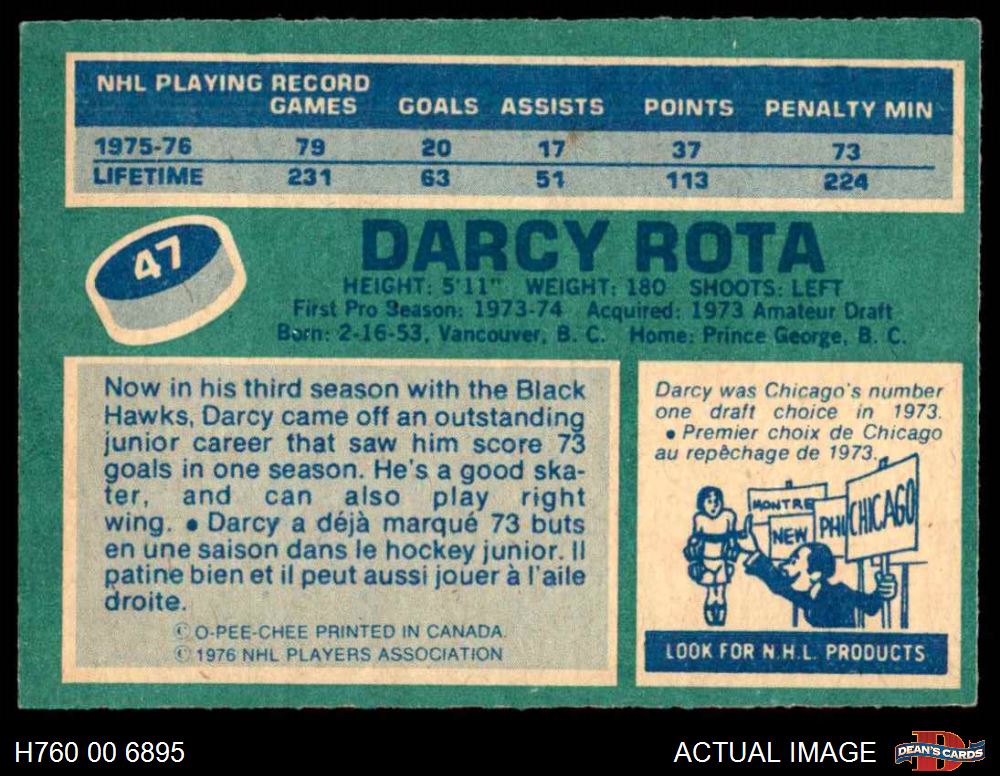 NHL PLAYING RECORD
GAMES GOALS ASSISTS POINTS PENALTY MIN
1975-76 79 20 17 37 73
LIFETIME 231 63 51 113 224
47
DARCY ROTA
HEIGHT: 5'11" WEIGHT: 180 SHOOTS: LEFT
First Pro Season: 1973-74 Acquired: 1973 Amateur Draft
Born: 2-16-53, Vancouver, B. C. Home: Prince George, B. C.
Now in his third season with the Black
Hawks, Darcy came off an outstanding
junior career that saw him score 73
goals in one season. He's a good ska-
ter, and can also play right
wing. • Darcy a déjà marqué 73 buts
en une saison dans le hockey junior. Il
patine bien et il peut aussi jouer à l'aile
droite.
© O-PEE-CHEE PRINTED IN CANADA.
© 1976 NHL PLAYERS ASSOCIATION
Darcy was Chicago's number
one draft choice in 1973.
• Premier choix de Chicago
au repêchage de 1973.
MONTRE
NEW
PHI
CHICAGO
LOOK FOR N.H.L. PRODUCTS
H760 00 6895
ACTUAL IMAGE
DEAN'S CARDS